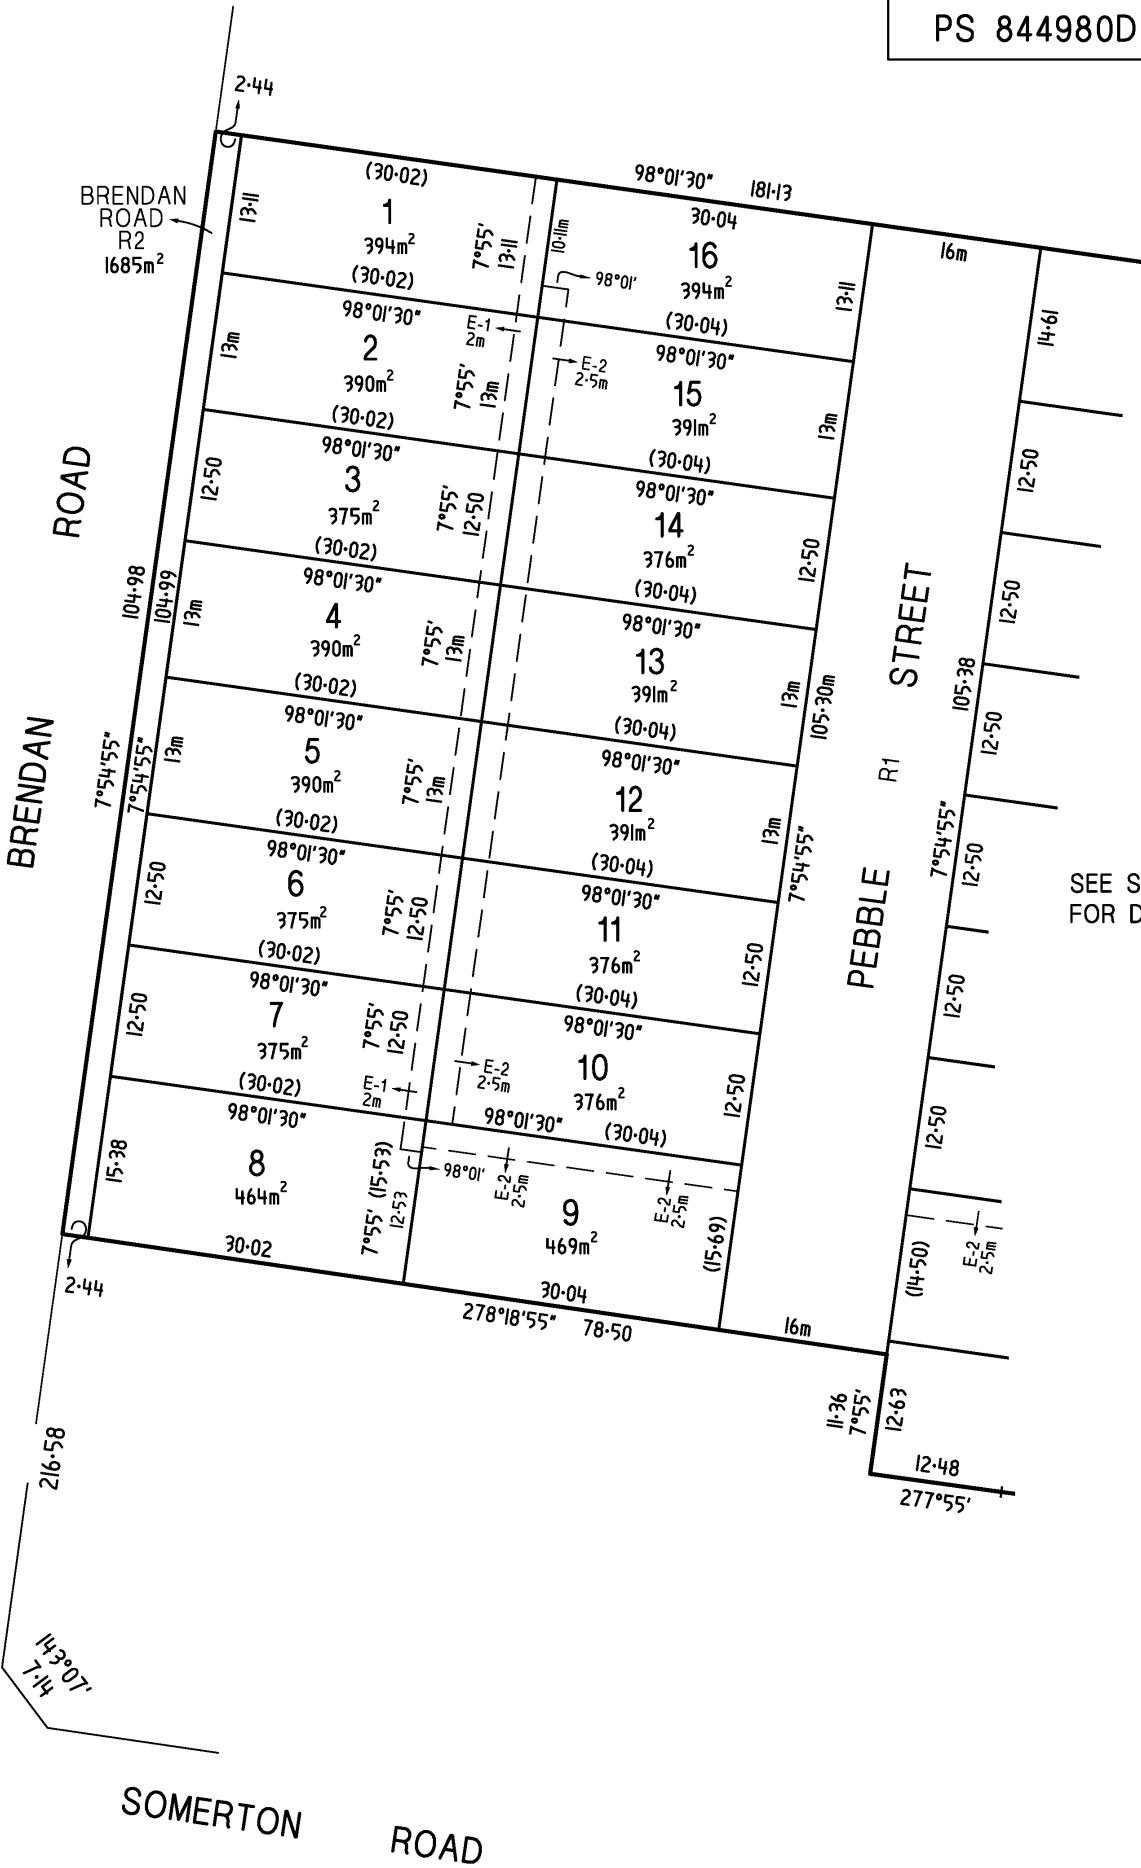 PS 844980D
2·44
BRENDAN
ROAD
R2
1685m²
13·11
(30·02)
1
394m²
(30·02)
7°55'
13·11
10·11m
98°01'
98°01'30" 181·13
30·04
16
394m²
(30·04)
13·11
16m
14·61
98°01'30"
2
390m²
(30·02)
13m
E-1
2m
7°55'
13m
E-2
2·5m
98°01'30"
15
391m²
(30·04)
13m
98°01'30"
3
375m²
(30·02)
12·50
7°55'
12·50
98°01'30"
14
376m²
(30·04)
12·50
12·50
98°01'30"
4
390m²
(30·02)
13m
7°55'
13m
98°01'30"
13
391m²
(30·04)
13m
12·50
98°01'30"
5
390m²
(30·02)
13m
7°55'
13m
98°01'30"
12
391m²
(30·04)
13m
12·50
98°01'30"
6
375m²
(30·02)
12·50
7°55'
12·50
98°01'30"
11
376m²
(30·04)
12·50
12·50
98°01'30"
7
375m²
(30·02)
12·50
7°55'
12·50
E-1
2m
98°01'30"
10
376m²
E-2
2·5m
98°01'30" (30·04)
12·50
12·50
98°01'30"
8
464m²
15·38
7°55' (15·53)
12·53
98°01'
30·02
E-2
2·5m
E-2
2·5m
9
469m²
(15·69)
30·04
12·50
(14·50)
E-2
2·5m
BRENDAN ROAD
104·98
104·99
7°54'55"
7°54'55"
105·30m
7°54'55"
PEBBLE STREET
R1
105·38
7°54'55"
SEE S
FOR D
2·44
278°18'55" 78·50
16m
11·36
7°55'
12·63
12·48
277°55'
216·58
143°07'
7·14
SOMERTON ROAD